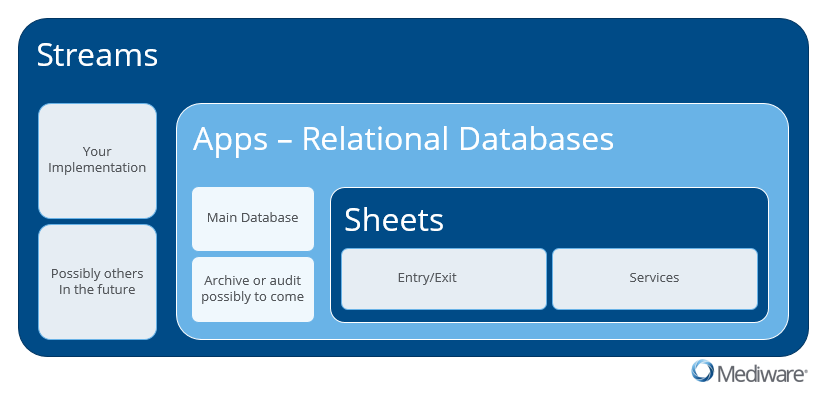 Streams
Your
Implementation
Possibly others
In the future
Apps – Relational Databases
Main Database
Archive or audit
possibly to come
Sheets
Entry/Exit
Services
Mediware®